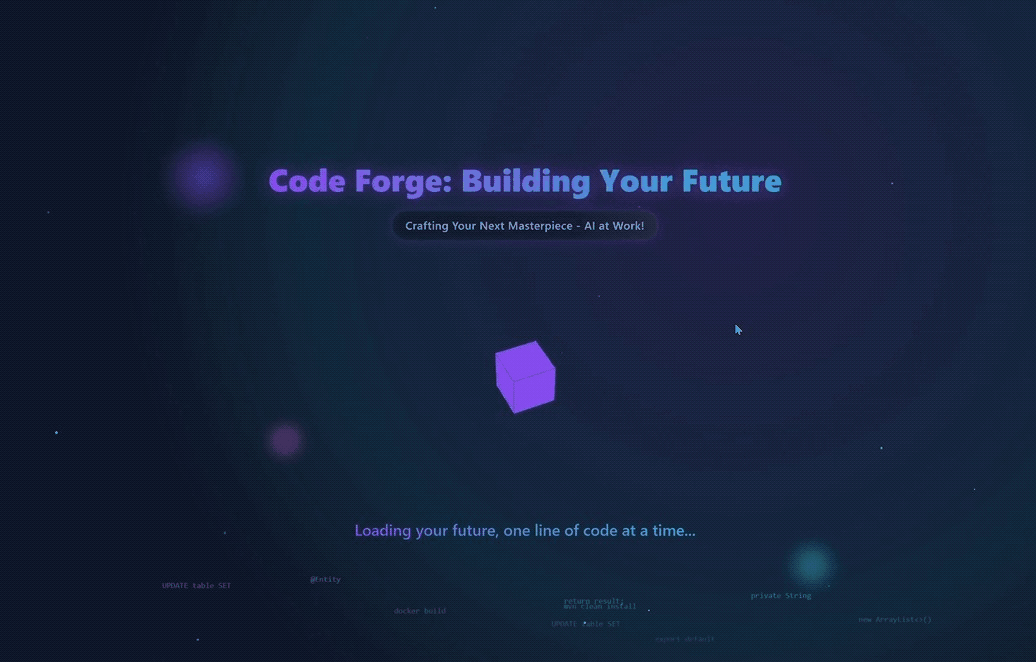 Code Forge: Building Your Future
Crafting Your Next Masterpiece - AI at Work!
Loading your future, one line of code at a time...
@Entity
UPDATE table SET
private String
return result;
mvn clean install
docker build
new ArrayList<>()
UPDATE table SET
export default